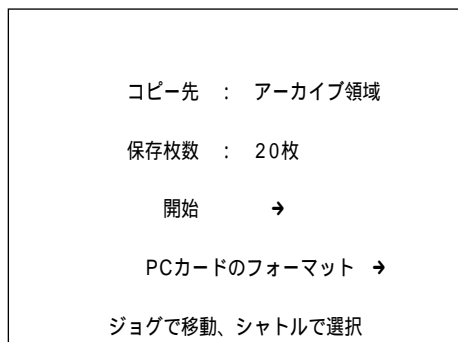 コピー先 : アーカイブ領域
保存枚数 : 20枚
開始 →
PCカードのフォーマット →
ジョグで移動、シャトルで選択